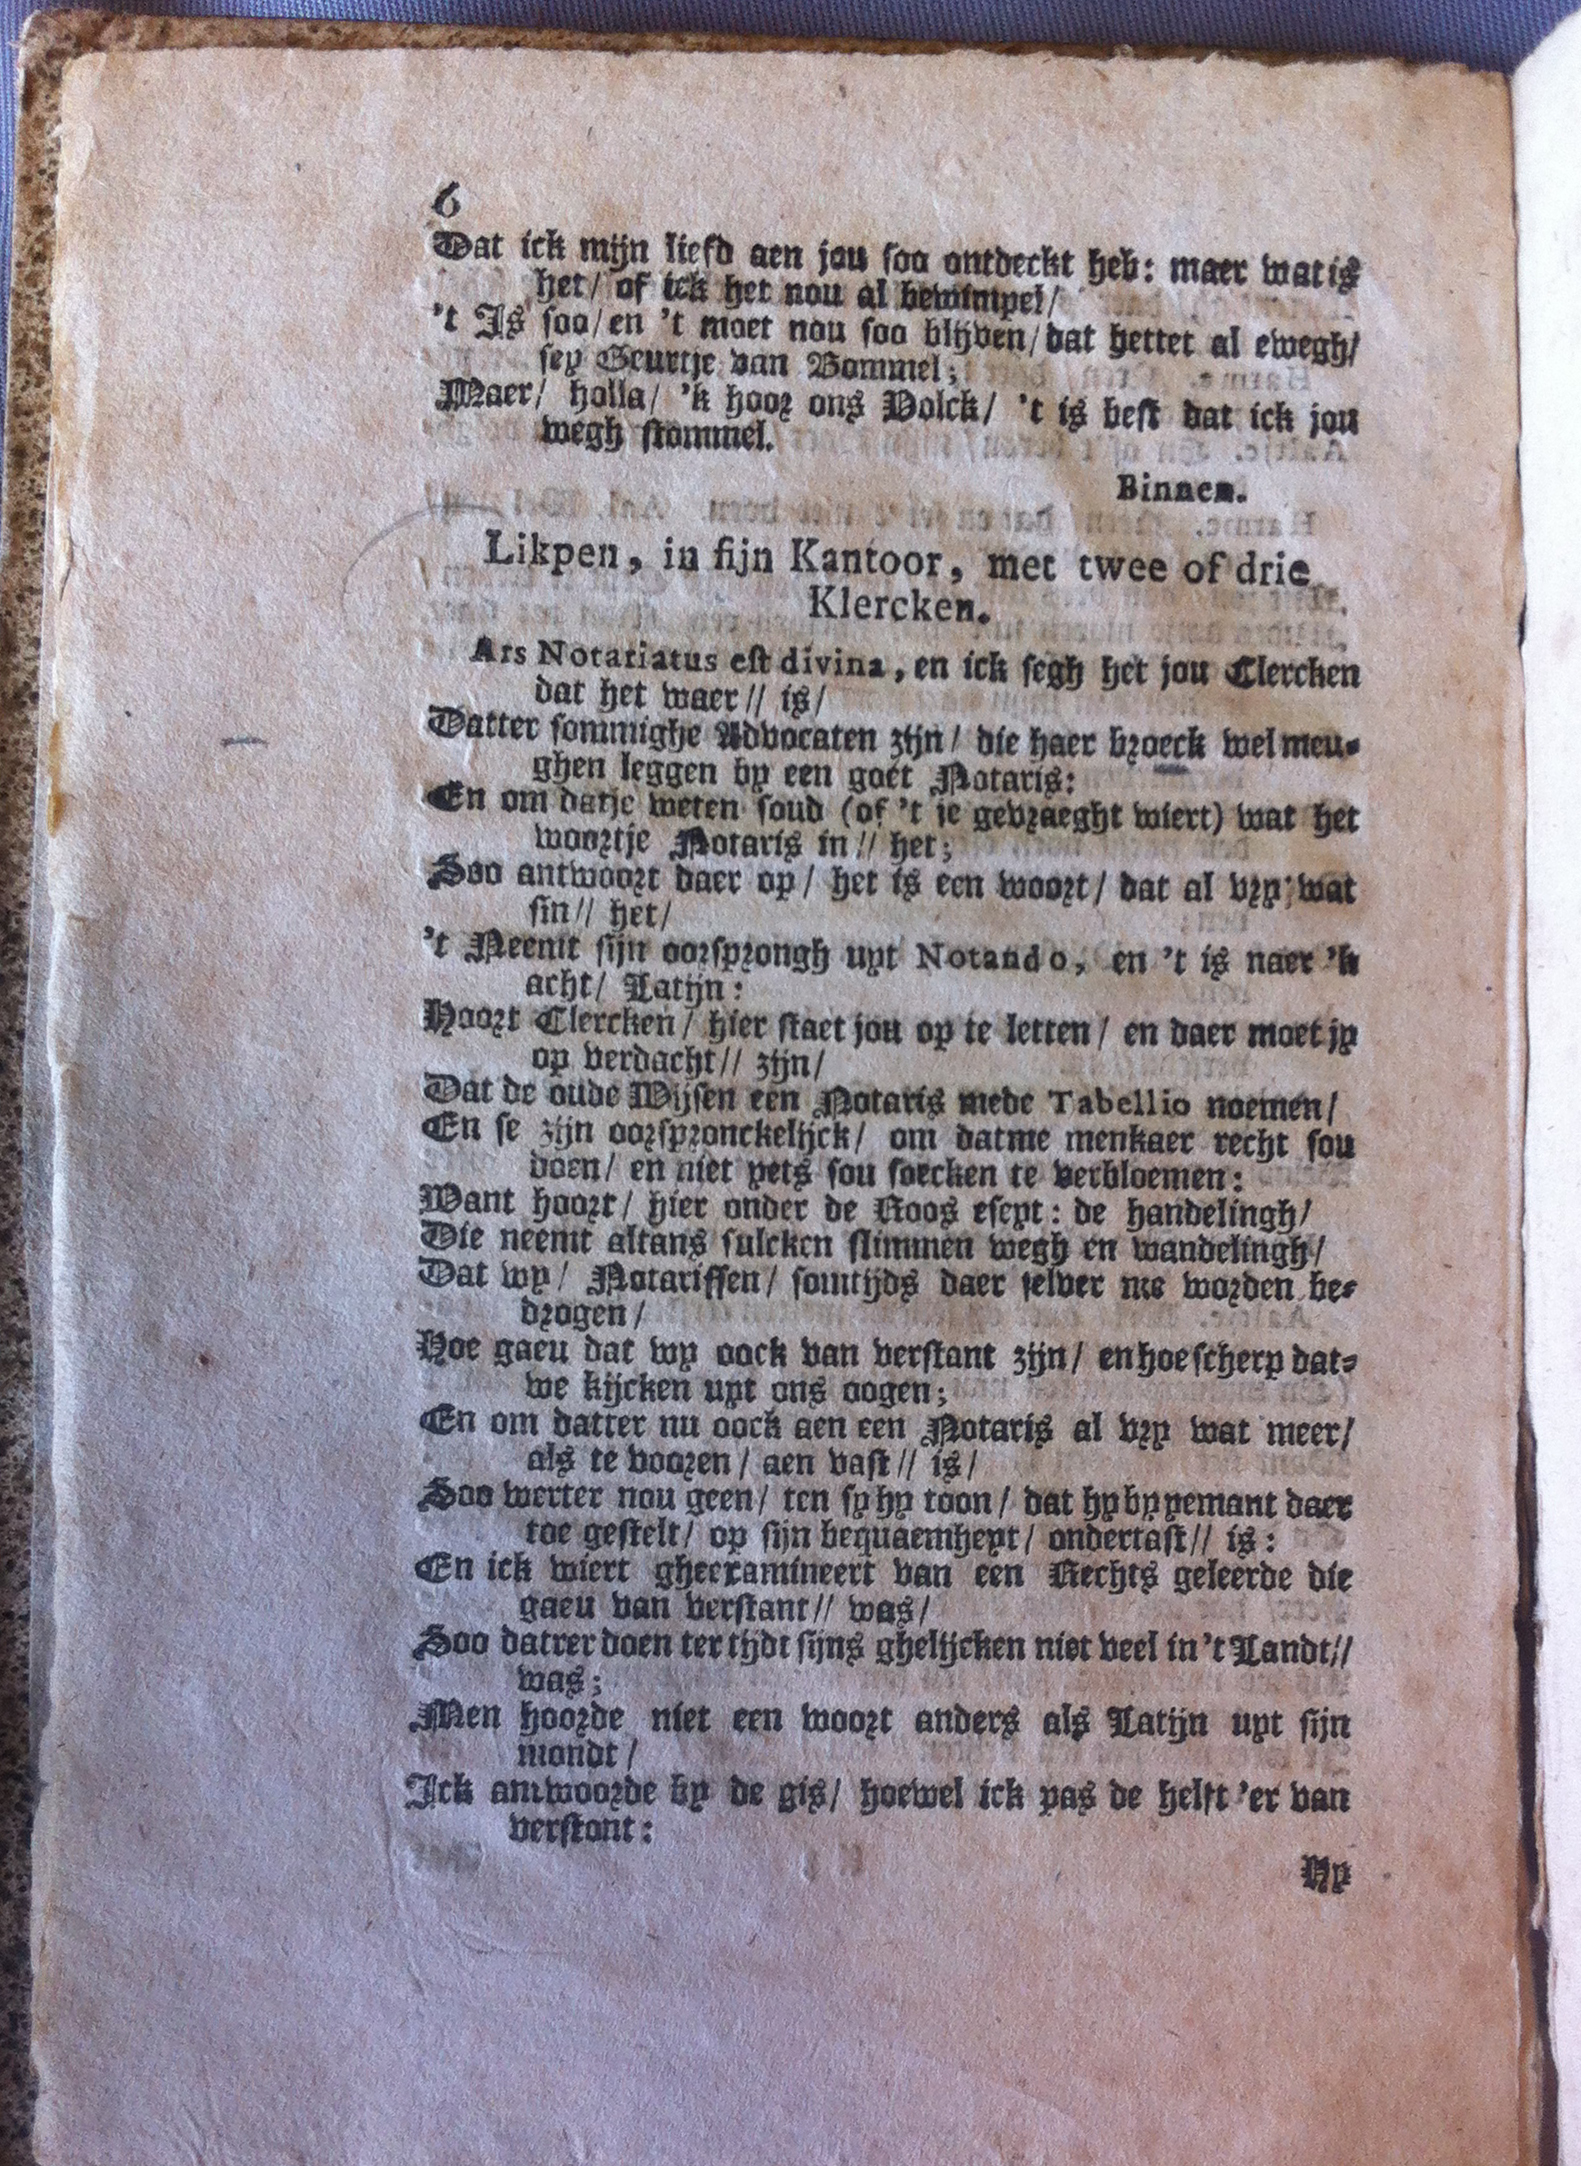 6
Dat ick mijn liefd aen jou soo ontdeckt heb: maer wat is
het/ of ick het nou al bewimpel/
't Is soo/ en 't moet nou soo blijven/ dat hettet al ewegh/
sey Geurtje van Bommel;
Maer/ holla/ 'k hoor ons Volck/ 't is best dat ick jou
wegh stommel.
Binnen.
Likpen, in sijn Kantoor, met twee of drie
Klercken.
Ars Notariatus est divina, en ick segh het jou Clercken
dat het waer// is/
Datter sommighe Advocaten zijn/ die haer broeck wel meu-
ghen leggen by een goet Notaris:
En om datje weten soud (of 't je gevraeght wiert) wat het
woortje Notaris in// het;
Soo antwoort daer op/ het is een woort/ dat al vry wat
sin// het/
't Neemt sijn oorsprongh uyt Notando, en 't is naer 'k
acht/ Latijn:
Hoort Clercken/ hier staet jou op te letten/ en daer moet jy
op verdacht// zijn/
Dat de oude Wijsen een Notaris mede Tabellio noemen/
En se zijn oorspronckelijck/ om datme menkaer recht sou
doen/ en niet yets sou soecken te verbloemen:
Want hoort/ hier onder de Roos eseyt: de handelingh/
Die neemt altans sulcken slimmen wegh en wandelingh/
Dat wy/ Notarissen/ somtijds daer selver me worden be-
drogen/
Hoe gaeu dat wy oock van verstant zijn/ en hoe scherp dat-
we kijcken uyt ons oogen;
En om datter nu oock aen een Notaris al vry wat meer/
als te vooren/ aen vast// is/
Soo werter nou geen/ ten sy hy toon/ dat hy by yemant daer
toe gestelt/ op sijn bequaemheyt/ ondertast// is:
En ick wiert gheexamineert van een Rechts geleerde die
gaeu van verstant// was/
Soo datter doen ter tijdt sijns ghelijcken niet veel in 't Landt//
was;
Men hoorde niet een woort anders als Latijn uyt sijn
mondt/
Ick antwoorde by de gis/ hoewel ick pas de helft 'er van
verstont:
Hy